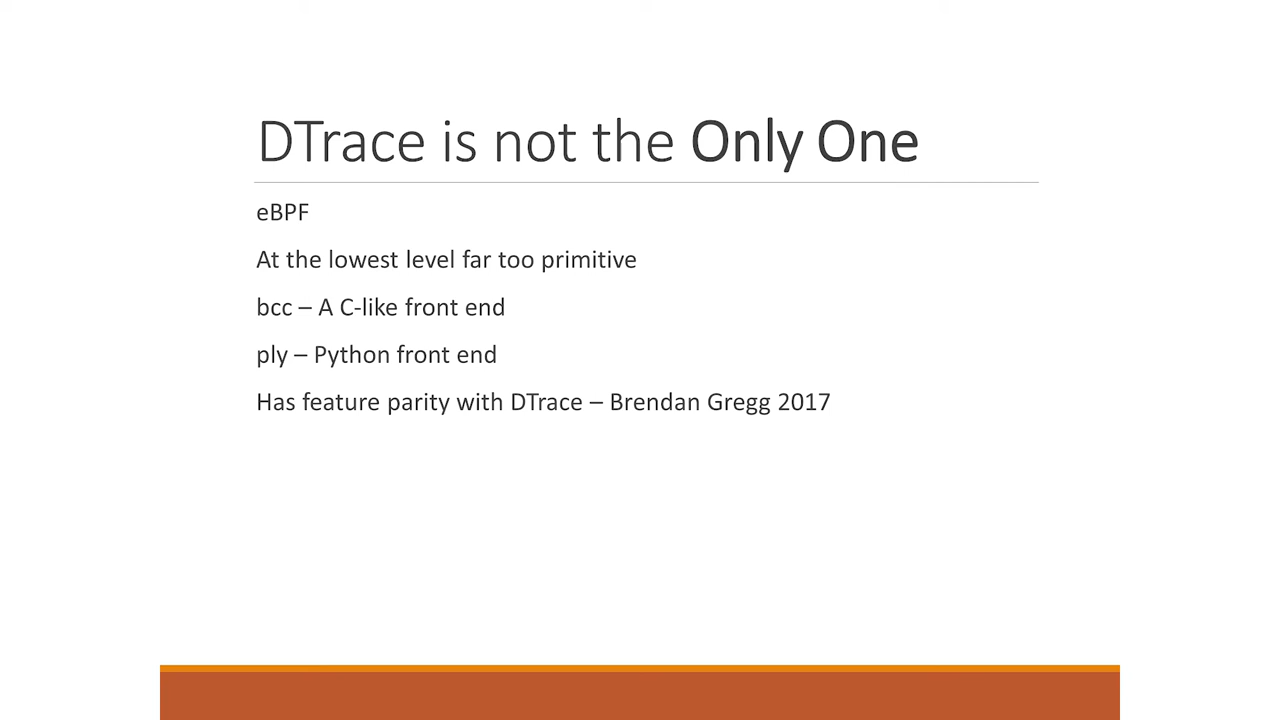 DTrace is not the Only One
eBPF
At the lowest level far too primitive
bcc – A C-like front end
ply – Python front end
Has feature parity with DTrace – Brendan Gregg 2017